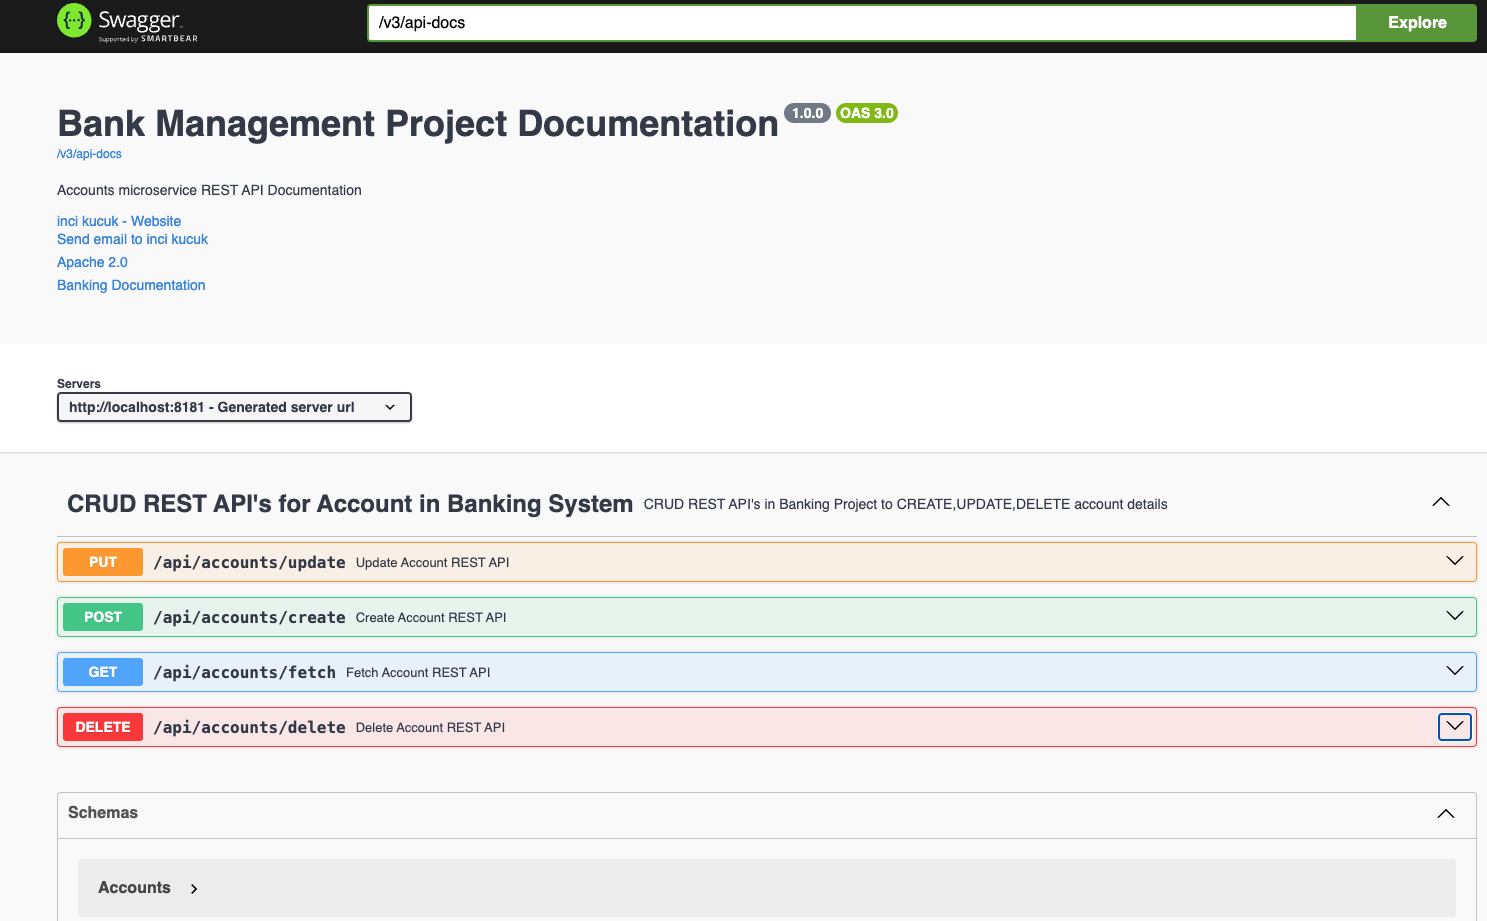 Swagger
Supported by SMARTBEAR
/v3/api-docs
Explore
Bank Management Project Documentation 1.0.0 OAS 3.0
/v3/api-docs
Accounts microservice REST API Documentation
inci kucuk - Website
Send email to inci kucuk
Apache 2.0
Banking Documentation
Servers
http://localhost:8181 - Generated server url
CRUD REST API's for Account in Banking System CRUD REST API's in Banking Project to CREATE,UPDATE,DELETE account details
PUT /api/accounts/update Update Account REST API
POST /api/accounts/create Create Account REST API
GET /api/accounts/fetch Fetch Account REST API
DELETE /api/accounts/delete Delete Account REST API
Schemas
Accounts